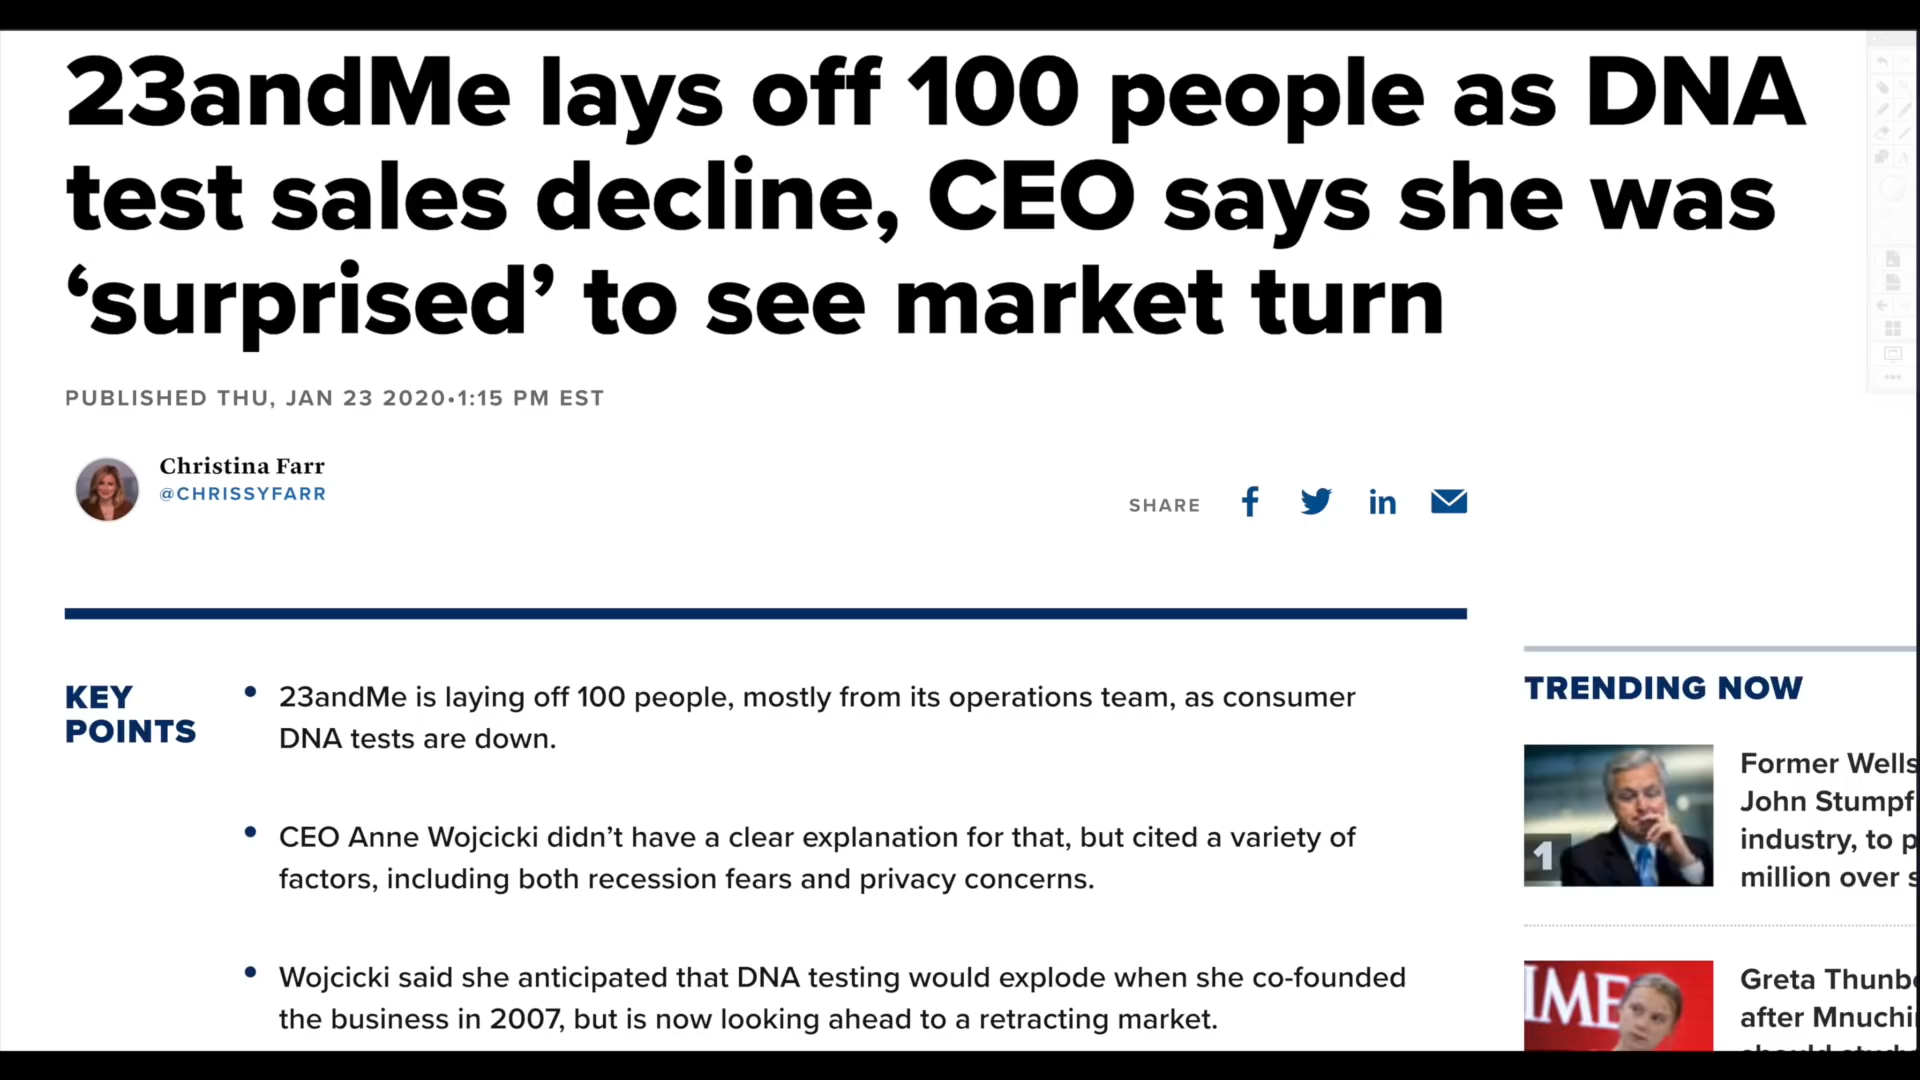 23andMe lays off 100 people as DNA
test sales decline, CEO says she was
‘surprised’ to see market turn
PUBLISHED THU, JAN 23 2020•1:15 PM EST
Christina Farr
@CHRISSYFARR
SHARE
KEY
POINTS
• 23andMe is laying off 100 people, mostly from its operations team, as consumer
DNA tests are down.
• CEO Anne Wojcicki didn’t have a clear explanation for that, but cited a variety of
factors, including both recession fears and privacy concerns.
• Wojcicki said she anticipated that DNA testing would explode when she co-founded
the business in 2007, but is now looking ahead to a retracting market.
TRENDING NOW
1
Former Wells
John Stumpf
industry, to p
million over s
IME
Greta Thunbe
after Mnuchi